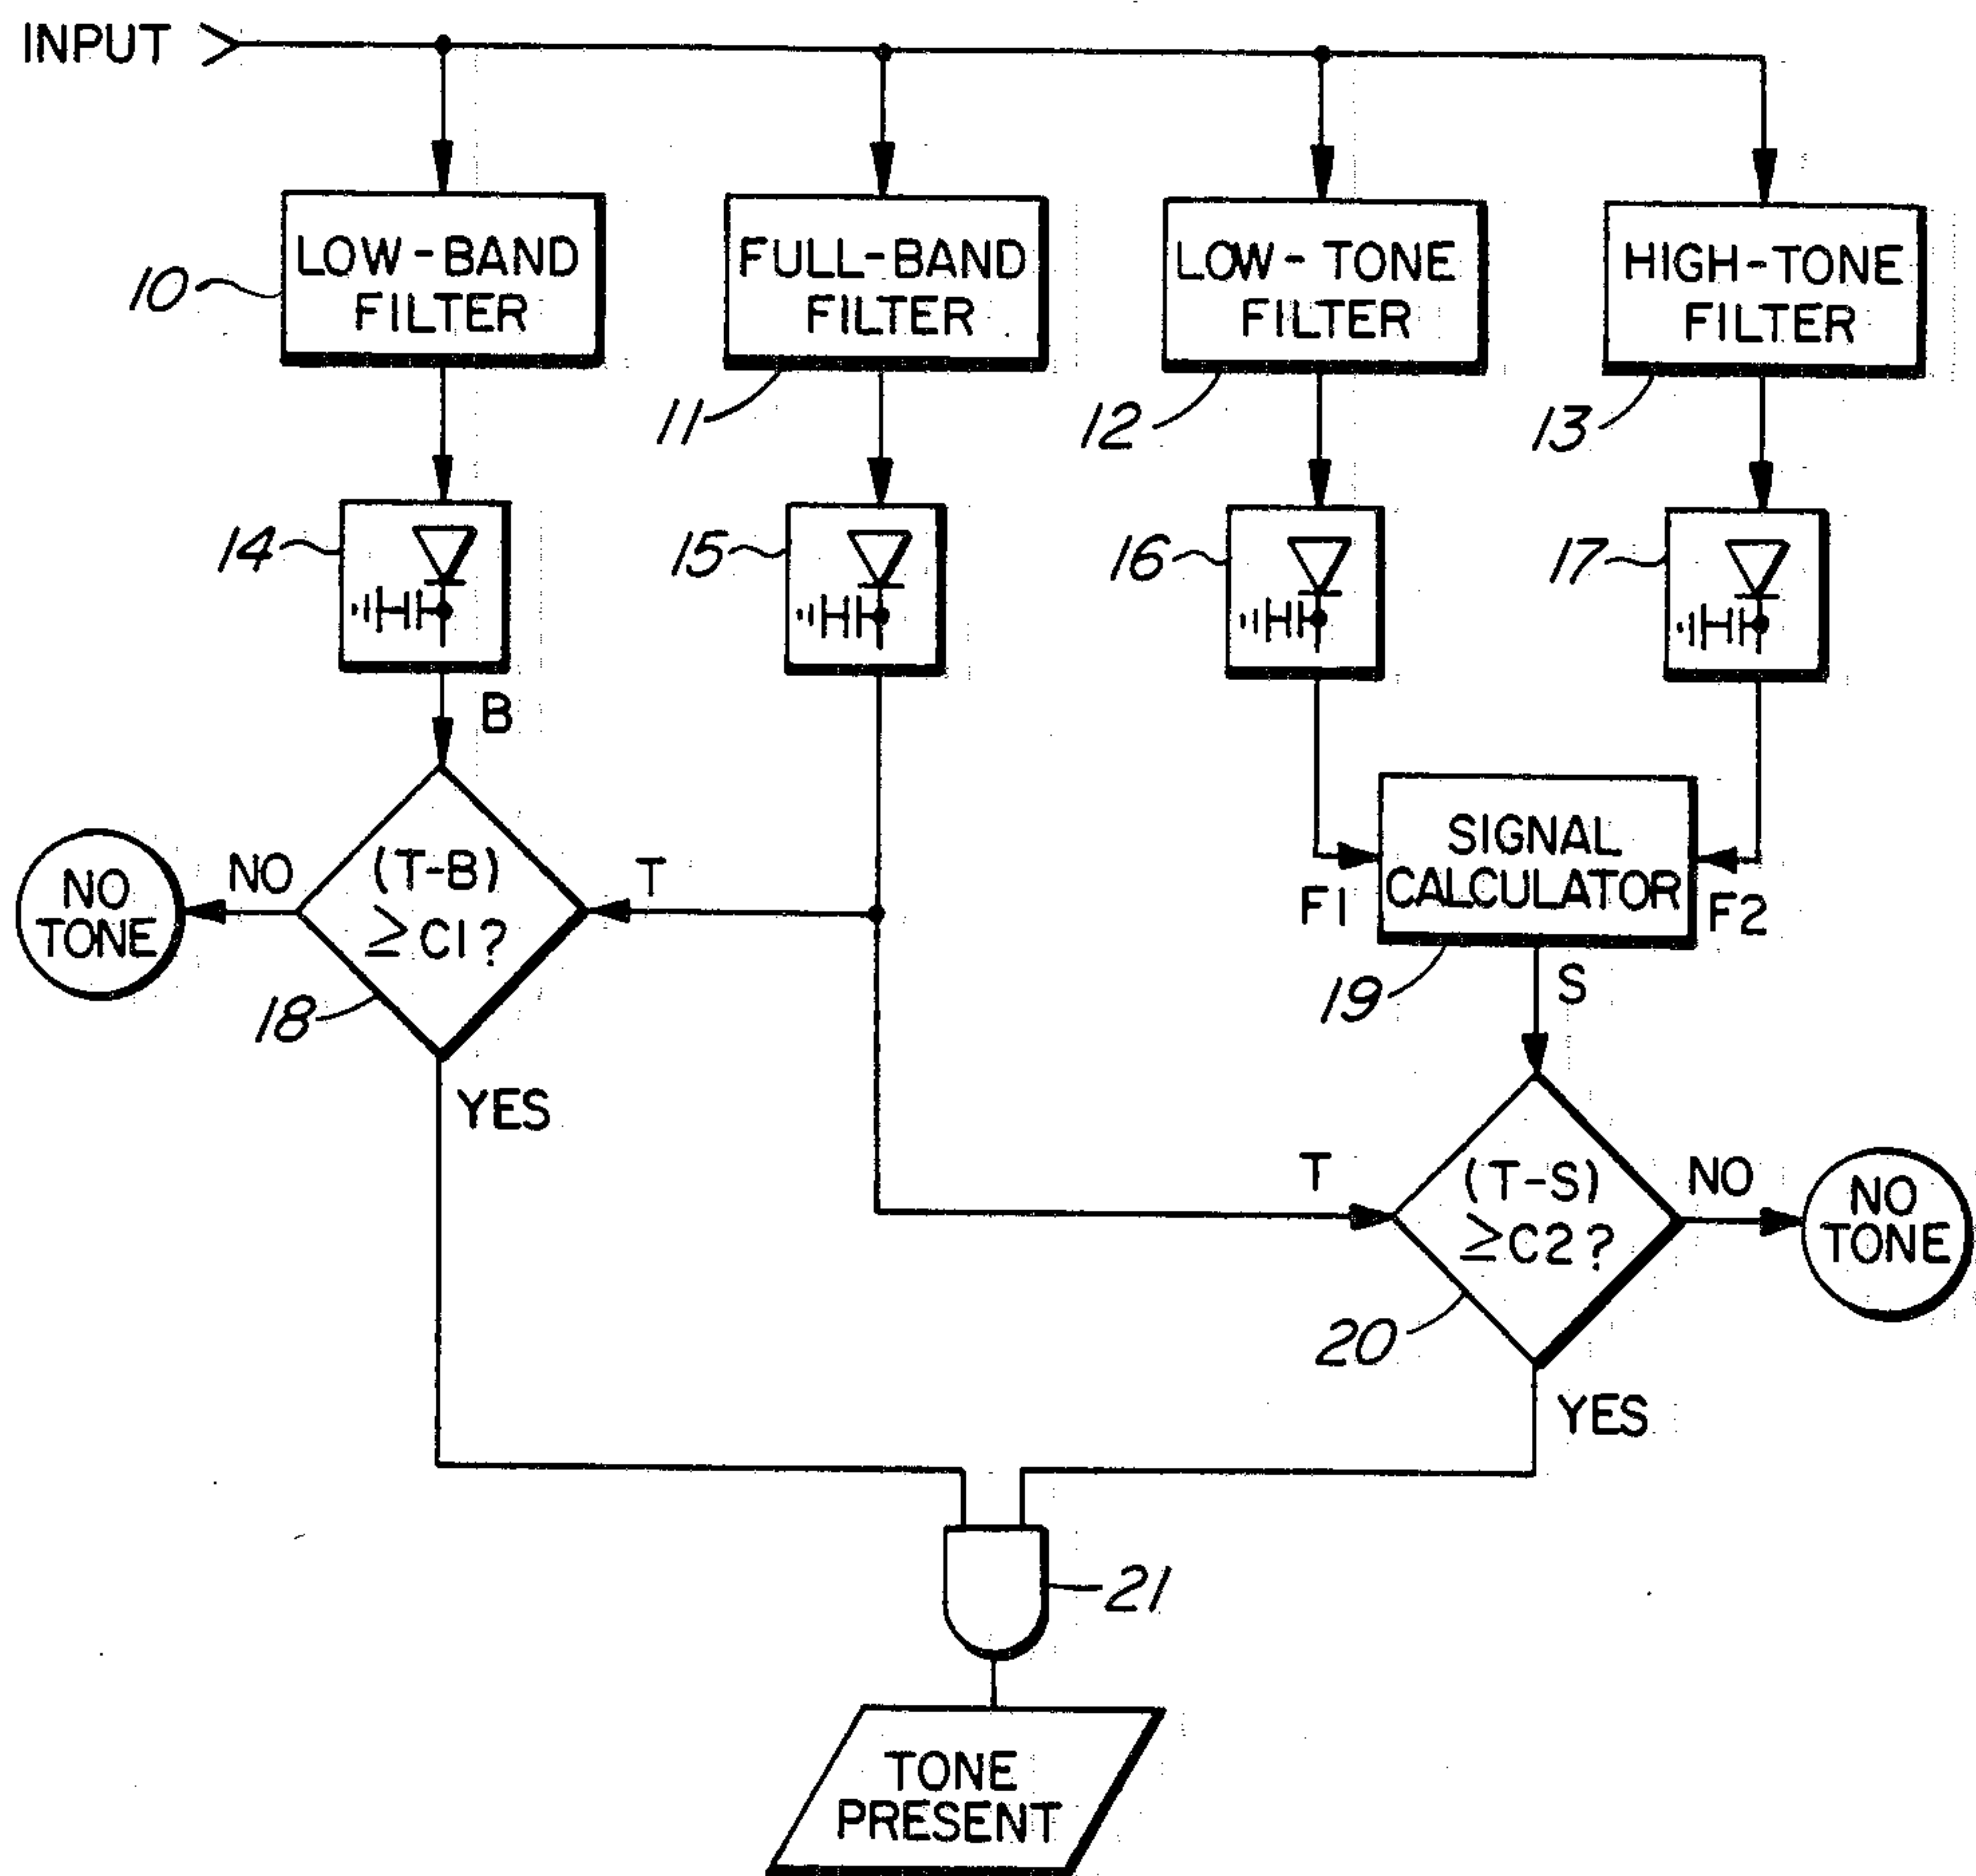 INPUT
LOW-BAND
FILTER
10
FULL-BAND
FILTER
11
LOW-TONE
FILTER
12
HIGH-TONE
FILTER
13
14
15
16
17
B
NO
TONE
NO
(T-B)
≥C1?
T
18
YES
F1
SIGNAL
CALCULATOR
F2
19
S
T
(T-S)
≥C2?
NO
NO
TONE
20
YES
21
TONE
PRESENT